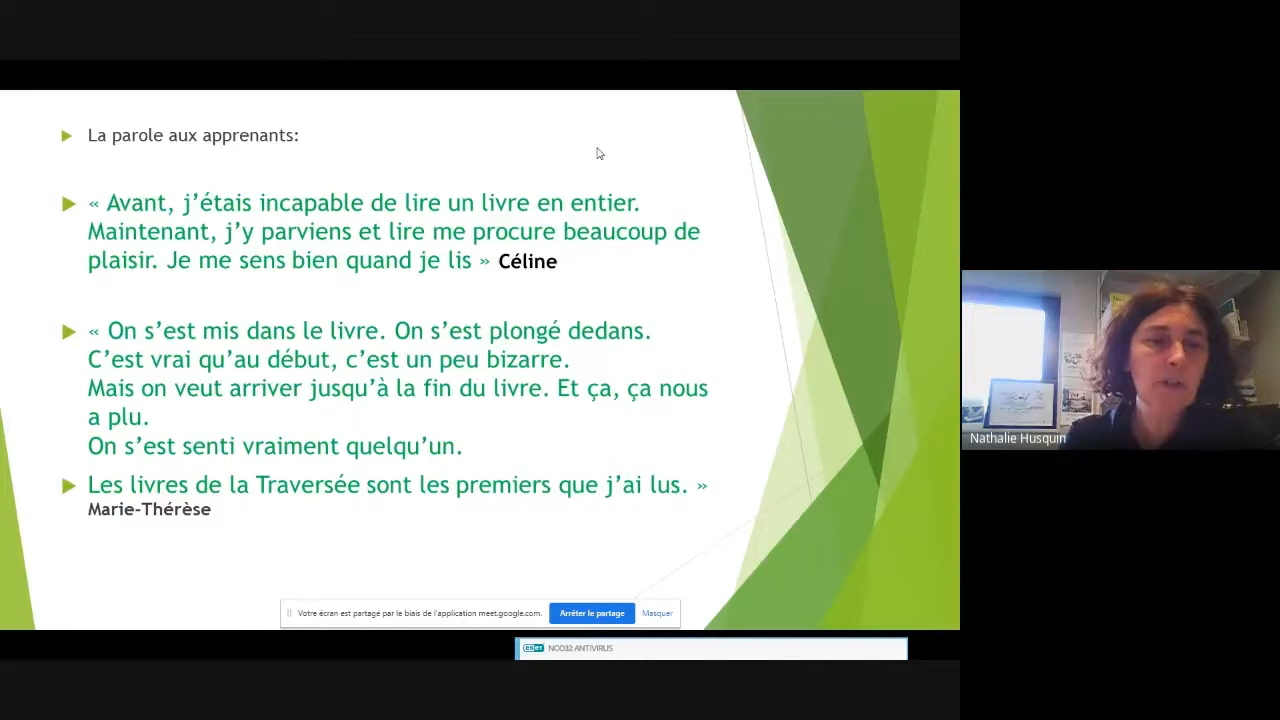 La parole aux apprenants:
« Avant, j’étais incapable de lire un livre en entier.
Maintenant, j’y parviens et lire me procure beaucoup de
plaisir. Je me sens bien quand je lis » Céline
« On s’est mis dans le livre. On s’est plongé dedans.
C’est vrai qu’au début, c’est un peu bizarre.
Mais on veut arriver jusqu’à la fin du livre. Et ça, ça nous
a plu.
On s’est senti vraiment quelqu’un.
Les livres de la Traversée sont les premiers que j’ai lus. »
Marie-Thérèse
Nathalie Husquin
Votre écran est partagé par le biais de l'application meet.google.com. Arrêter le partage Masquer
eset NOD32 ANTIVIRUS